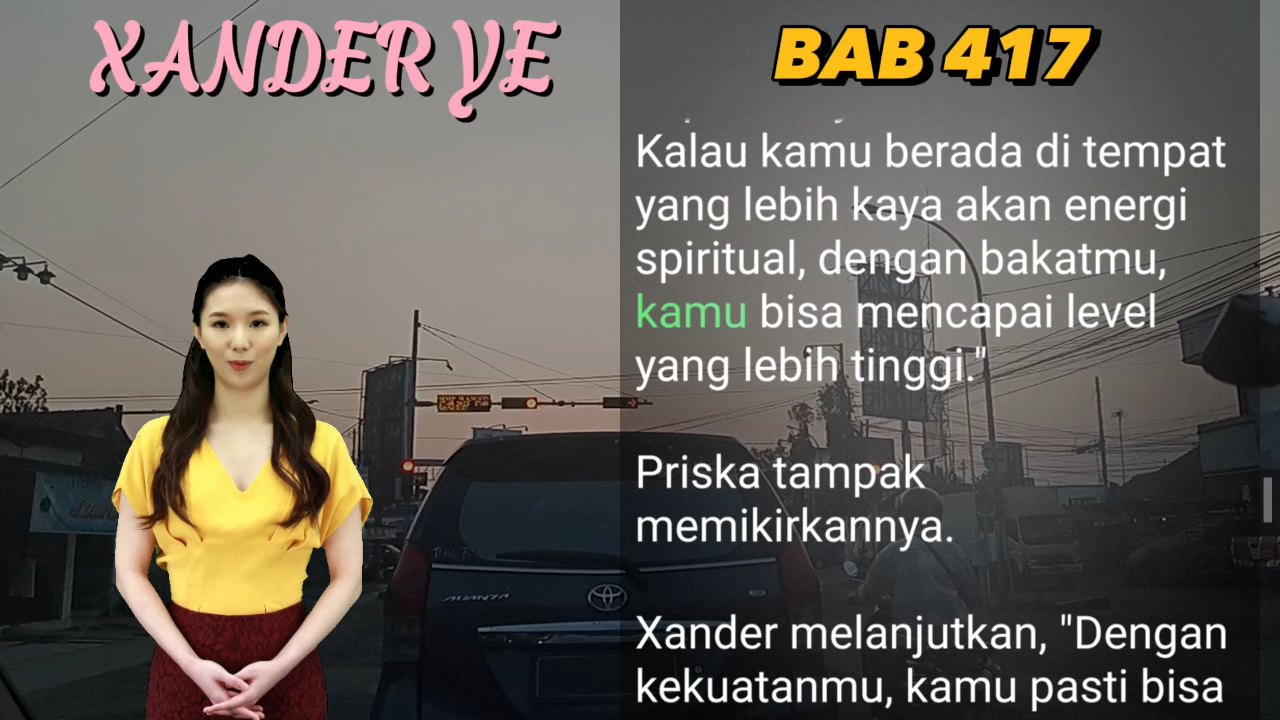 XANDER YE
BAB 417
Kalau kamu berada di tempat
yang lebih kaya akan energi
spiritual, dengan bakatmu,
kamu bisa mencapai level
yang lebih tinggi."
Priska tampak
memikirkannya.
Xander melanjutkan, "Dengan
kekuatanmu, kamu pasti bisa
AVANZA